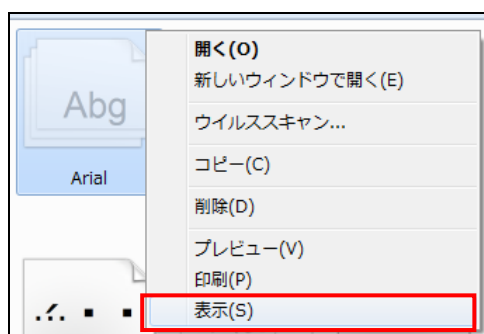 Abg
Arial
開く(O)
新しいウィンドウで開く(E)
ウイルススキャン...
コピー(C)
削除(D)
プレビュー(V)
印刷(P)
表示(S)